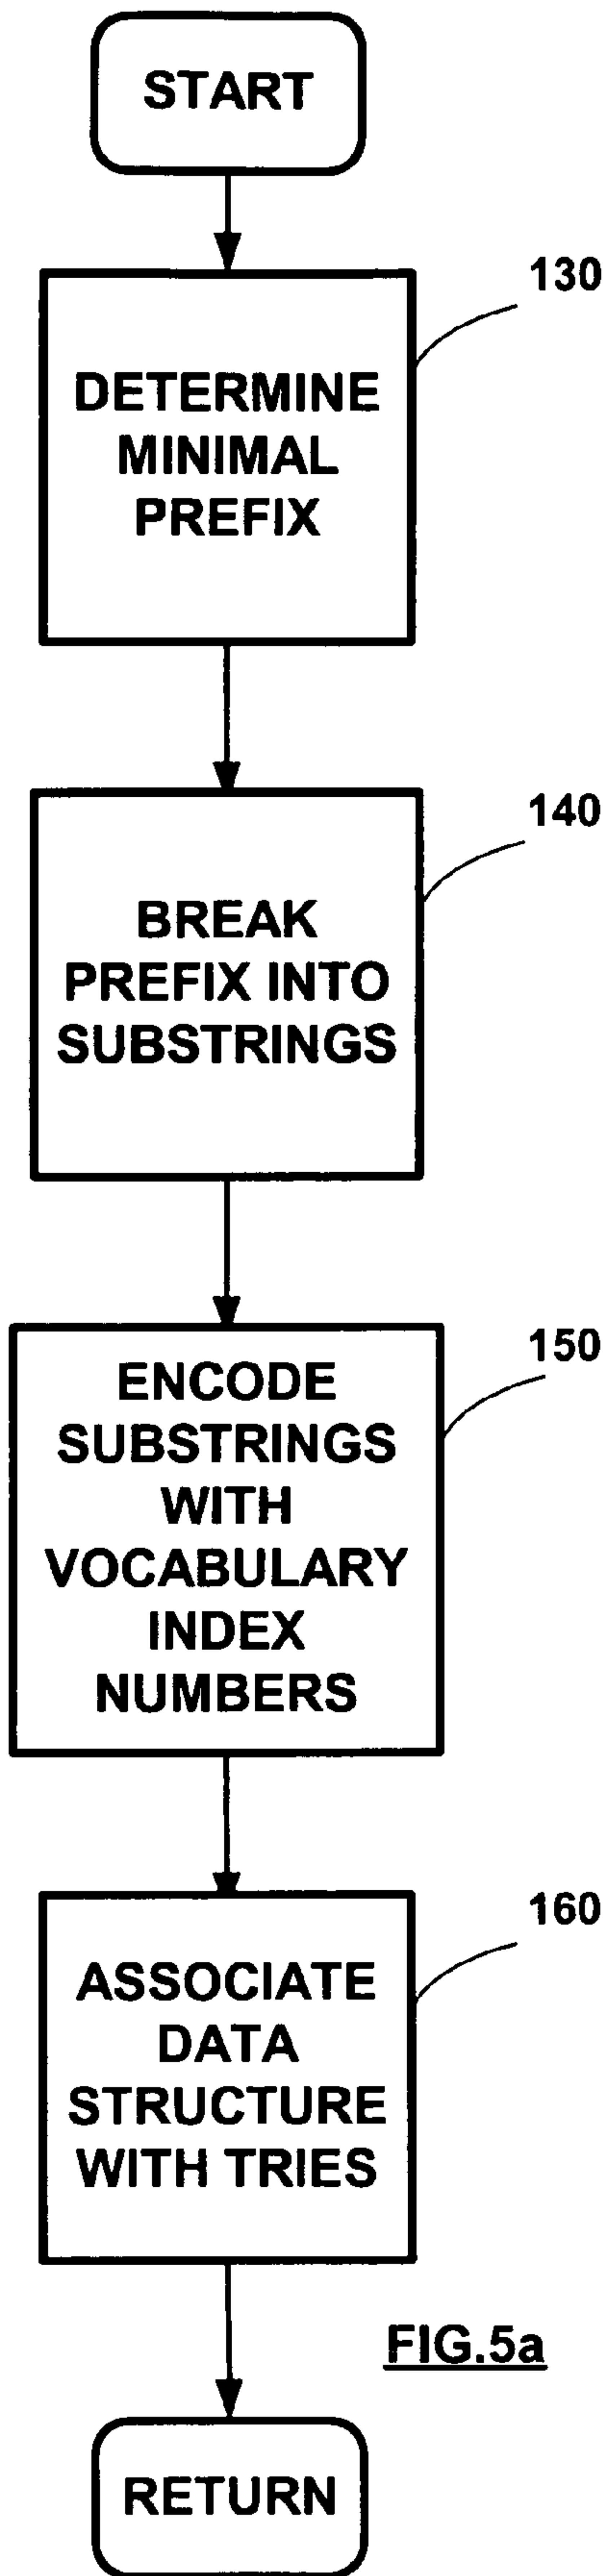 START
130
DETERMINE
MINIMAL
PREFIX
140
BREAK
PREFIX INTO
SUBSTRINGS
150
ENCODE
SUBSTRINGS
WITH
VOCABULARY
INDEX
NUMBERS
160
ASSOCIATE
DATA
STRUCTURE
WITH TRIES
FIG.5a
RETURN